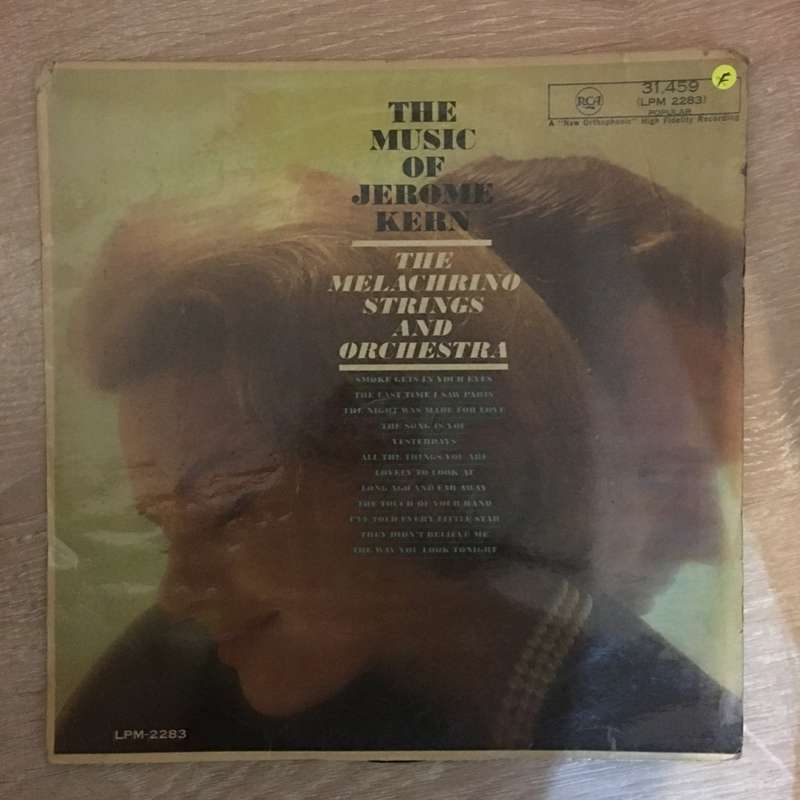 THE
MUSIC
OF
JEROME
KERN
THE
MELACHRINO
STRINGS
AND
ORCHESTRA
SMOKE GETS IN YOUR EYES
THE LAST TIME I SAW PARIS
THE NIGHT WAS MADE FOR LOVE
THE SONG IS YOU
YESTERDAYS
ALL THE THINGS YOU ARE
LOVELY TO LOOK AT
LONG AGO AND FAR AWAY
THE TOUCH OF YOUR HAND
I'VE TOLD EVERY LITTLE STAR
THEY DIDN'T BELIEVE ME
THE WAY YOU LOOK TONIGHT
RCA
31,459
(LPM 2283)
POPULAR
A "New Orthophonic" High Fidelity Recording
F
LPM-2283